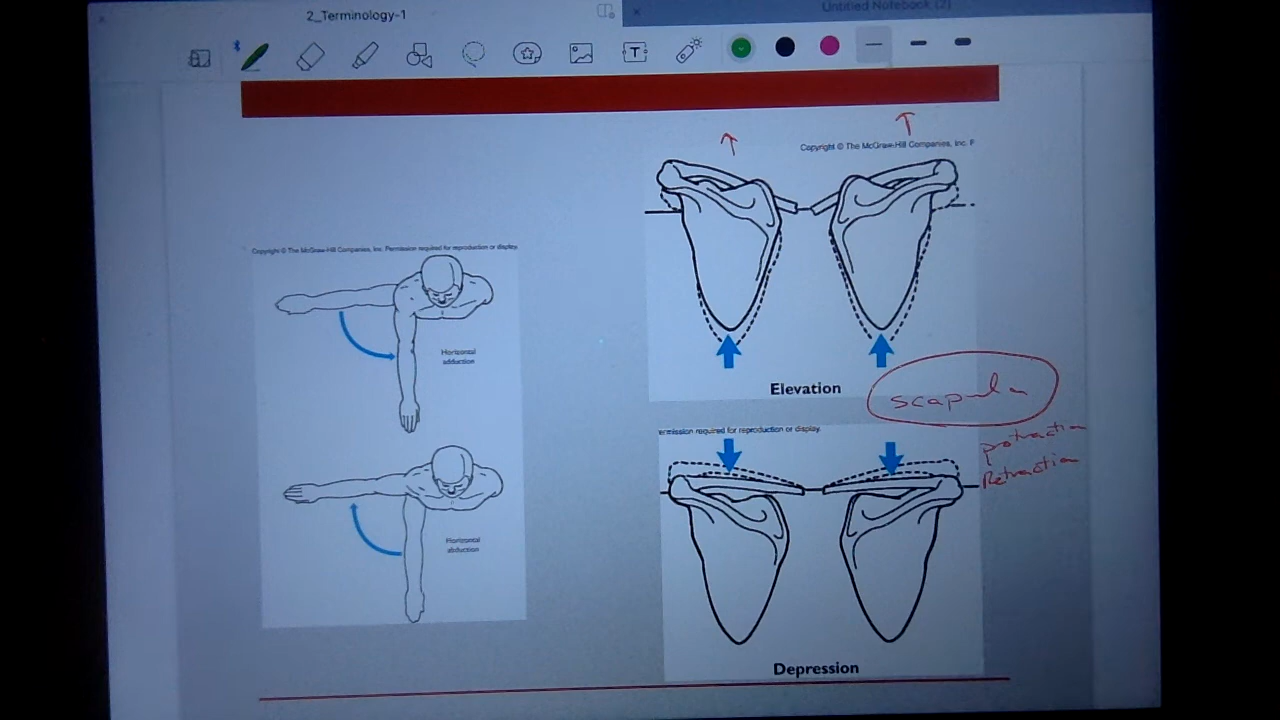 2_Terminology-1
Untitled Notebook (2)
T
Copyright © The McGraw-Hill Companies, Inc. P
Copyright © The McGraw-Hill Companies, Inc. Permission required for reproduction or display.
Horizontal
adduction
Elevation
scapula
ermission required for reproduction or display.
protraction
Retraction
Horizontal
abduction
Depression